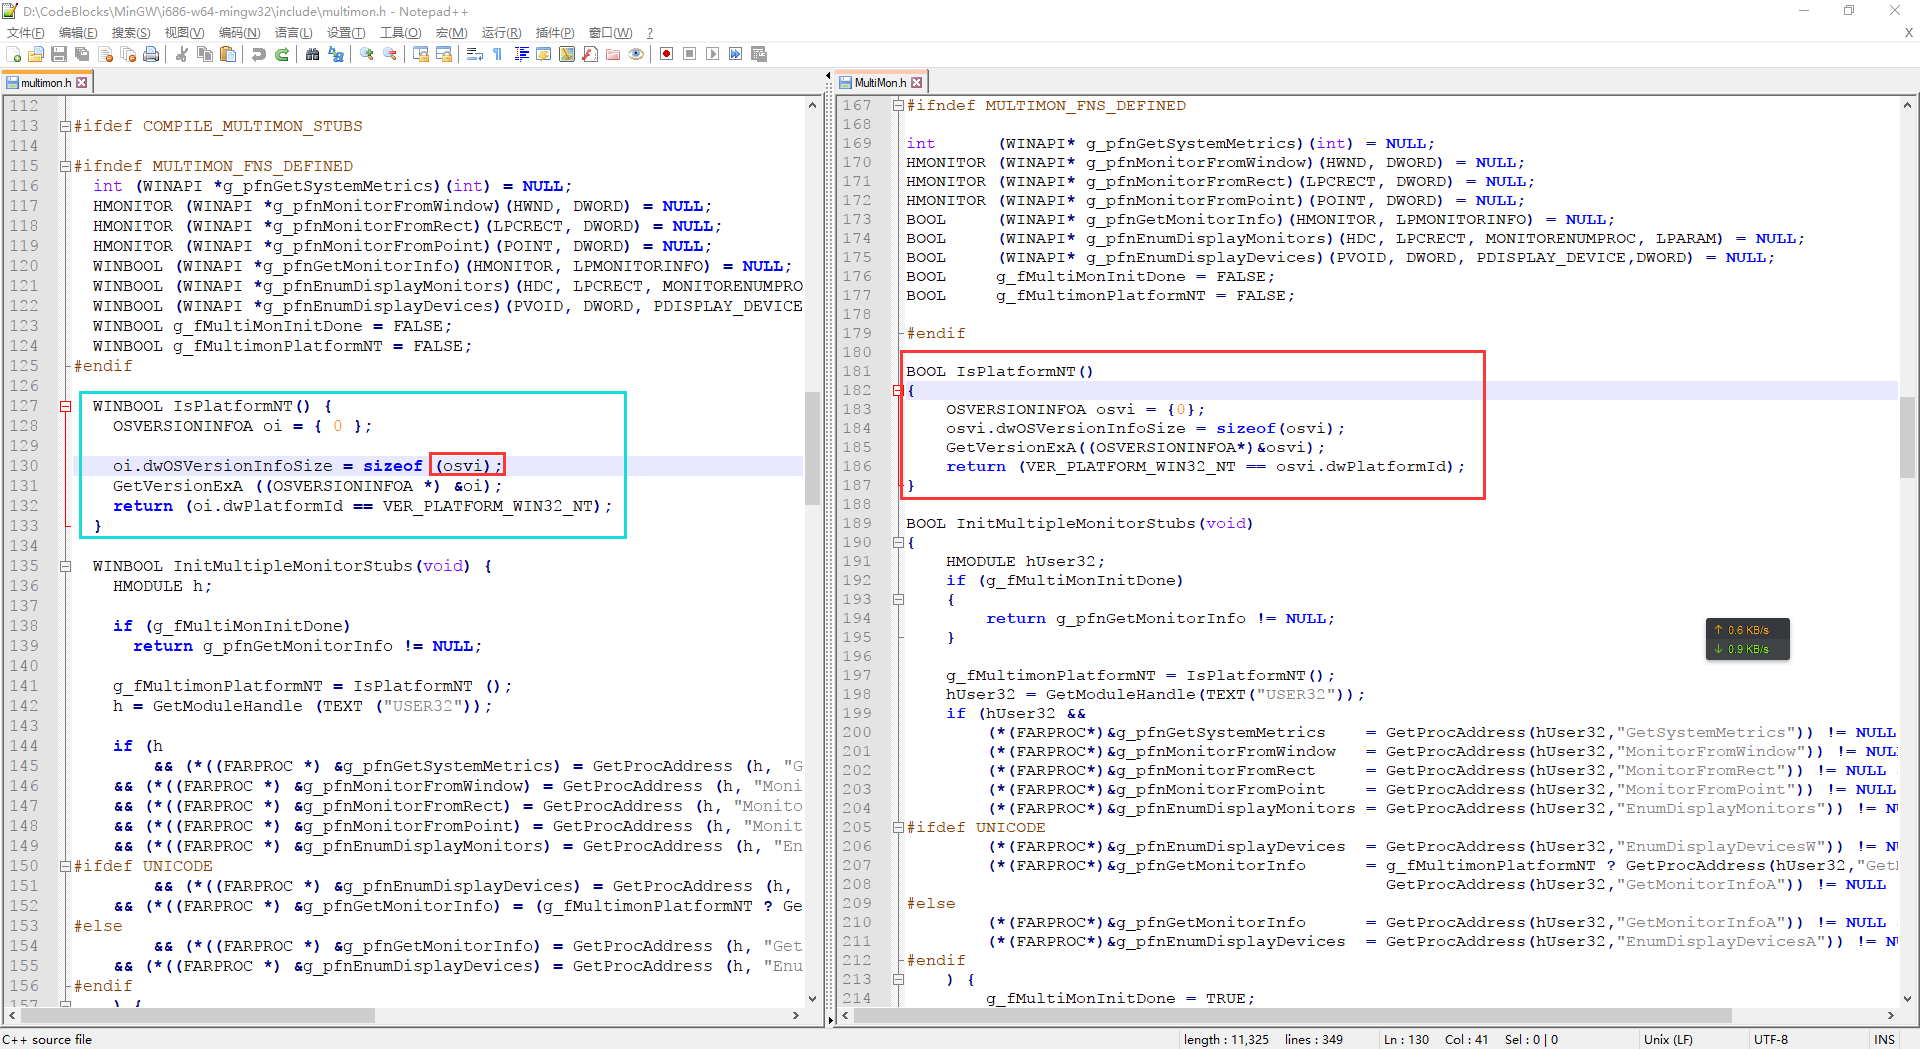 D:\CodeBlocks\MinGW\i686-w64-mingw32\include\multimon.h - Notepad++
文件(F) 编辑(E) 搜索(S) 视图(V) 编码(N) 语言(L) 设置(T) 工具(O) 宏(M) 运行(R) 插件(P) 窗口(W) ? X
multimon.h
112
113 #ifdef COMPILE_MULTIMON_STUBS
114
115 #ifndef MULTIMON_FNS_DEFINED
116 int (WINAPI *g_pfnGetSystemMetrics)(int) = NULL;
117 HMONITOR (WINAPI *g_pfnMonitorFromWindow)(HWND, DWORD) = NULL;
118 HMONITOR (WINAPI *g_pfnMonitorFromRect)(LPCRECT, DWORD) = NULL;
119 HMONITOR (WINAPI *g_pfnMonitorFromPoint)(POINT, DWORD) = NULL;
120 WINBOOL (WINAPI *g_pfnGetMonitorInfo)(HMONITOR, LPMONITORINFO) = NULL;
121 WINBOOL (WINAPI *g_pfnEnumDisplayMonitors)(HDC, LPCRECT, MONITORENUMPRO
122 WINBOOL (WINAPI *g_pfnEnumDisplayDevices)(PVOID, DWORD, PDISPLAY_DEVICE
123 WINBOOL g_fMultiMonInitDone = FALSE;
124 WINBOOL g_fMultimonPlatformNT = FALSE;
125 #endif
126
127 WINBOOL IsPlatformNT() {
128 OSVERSIONINFOA oi = { 0 };
129
130 oi.dwOSVersionInfoSize = sizeof (osvi);
131 GetVersionExA ((OSVERSIONINFOA *) &oi);
132 return (oi.dwPlatformId == VER_PLATFORM_WIN32_NT);
133 }
134
135 WINBOOL InitMultipleMonitorStubs(void) {
136 HMODULE h;
137
138 if (g_fMultiMonInitDone)
139 return g_pfnGetMonitorInfo != NULL;
140
141 g_fMultimonPlatformNT = IsPlatformNT ();
142 h = GetModuleHandle (TEXT ("USER32"));
143
144 if (h
145 && (*((FARPROC *) &g_pfnGetSystemMetrics) = GetProcAddress (h, "G
146 && (*((FARPROC *) &g_pfnMonitorFromWindow) = GetProcAddress (h, "Moni
147 && (*((FARPROC *) &g_pfnMonitorFromRect) = GetProcAddress (h, "Monito
148 && (*((FARPROC *) &g_pfnMonitorFromPoint) = GetProcAddress (h, "Monit
149 && (*((FARPROC *) &g_pfnEnumDisplayMonitors) = GetProcAddress (h, "En
150 #ifdef UNICODE
151 && (*((FARPROC *) &g_pfnEnumDisplayDevices) = GetProcAddress (h,
152 && (*((FARPROC *) &g_pfnGetMonitorInfo) = (g_fMultimonPlatformNT ? Ge
153 #else
154 && (*((FARPROC *) &g_pfnGetMonitorInfo) = GetProcAddress (h, "Get
155 && (*((FARPROC *) &g_pfnEnumDisplayDevices) = GetProcAddress (h, "Enu
156 #endif
157 ) {
MultiMon.h
167 #ifndef MULTIMON_FNS_DEFINED
168
169 int (WINAPI* g_pfnGetSystemMetrics)(int) = NULL;
170 HMONITOR (WINAPI* g_pfnMonitorFromWindow)(HWND, DWORD) = NULL;
171 HMONITOR (WINAPI* g_pfnMonitorFromRect)(LPCRECT, DWORD) = NULL;
172 HMONITOR (WINAPI* g_pfnMonitorFromPoint)(POINT, DWORD) = NULL;
173 BOOL (WINAPI* g_pfnGetMonitorInfo)(HMONITOR, LPMONITORINFO) = NULL;
174 BOOL (WINAPI* g_pfnEnumDisplayMonitors)(HDC, LPCRECT, MONITORENUMPROC, LPARAM) = NULL;
175 BOOL (WINAPI* g_pfnEnumDisplayDevices)(PVOID, DWORD, PDISPLAY_DEVICE,DWORD) = NULL;
176 BOOL g_fMultiMonInitDone = FALSE;
177 BOOL g_fMultimonPlatformNT = FALSE;
178
179 #endif
180
181 BOOL IsPlatformNT()
182 {
183 OSVERSIONINFOA osvi = {0};
184 osvi.dwOSVersionInfoSize = sizeof(osvi);
185 GetVersionExA((OSVERSIONINFOA*)&osvi);
186 return (VER_PLATFORM_WIN32_NT == osvi.dwPlatformId);
187 }
188
189 BOOL InitMultipleMonitorStubs(void)
190 {
191 HMODULE hUser32;
192 if (g_fMultiMonInitDone)
193 {
194 return g_pfnGetMonitorInfo != NULL;
195 }
196
197 g_fMultimonPlatformNT = IsPlatformNT();
198 hUser32 = GetModuleHandle(TEXT("USER32"));
199 if (hUser32 &&
200 (*(FARPROC*)&g_pfnGetSystemMetrics = GetProcAddress(hUser32,"GetSystemMetrics")) != NULL
201 (*(FARPROC*)&g_pfnMonitorFromWindow = GetProcAddress(hUser32,"MonitorFromWindow")) != NUL
202 (*(FARPROC*)&g_pfnMonitorFromRect = GetProcAddress(hUser32,"MonitorFromRect")) != NULL
203 (*(FARPROC*)&g_pfnMonitorFromPoint = GetProcAddress(hUser32,"MonitorFromPoint")) != NULL
204 (*(FARPROC*)&g_pfnEnumDisplayMonitors = GetProcAddress(hUser32,"EnumDisplayMonitors")) != N
205 #ifdef UNICODE
206 (*(FARPROC*)&g_pfnEnumDisplayDevices = GetProcAddress(hUser32,"EnumDisplayDevicesW")) != N
207 (*(FARPROC*)&g_pfnGetMonitorInfo = g_fMultimonPlatformNT ? GetProcAddress(hUser32,"Get
208 GetProcAddress(hUser32,"GetMonitorInfoA")) != NULL
209 #else
210 (*(FARPROC*)&g_pfnGetMonitorInfo = GetProcAddress(hUser32,"GetMonitorInfoA")) != NULL
211 (*(FARPROC*)&g_pfnEnumDisplayDevices = GetProcAddress(hUser32,"EnumDisplayDevicesA")) != N
212 #endif
213 ) {
214 g_fMultiMonInitDone = TRUE;
↑ 0.6 KB/s
↓ 0.9 KB/s
C++ source file length : 11,325 lines : 349 Ln : 130 Col : 41 Sel : 0 | 0 Unix (LF) UTF-8 INS